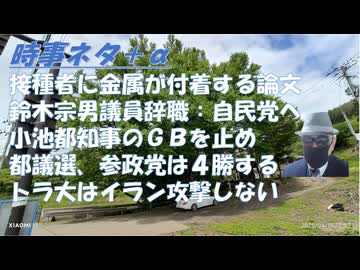 時事ネタ+α
接種者に金属が付着する論文
鈴木宗男議員辞職：自民党へ
小池都知事のＧＢを止め
都議選、参政党は４勝する
トラ大はイラン攻撃しない
XIAOMI